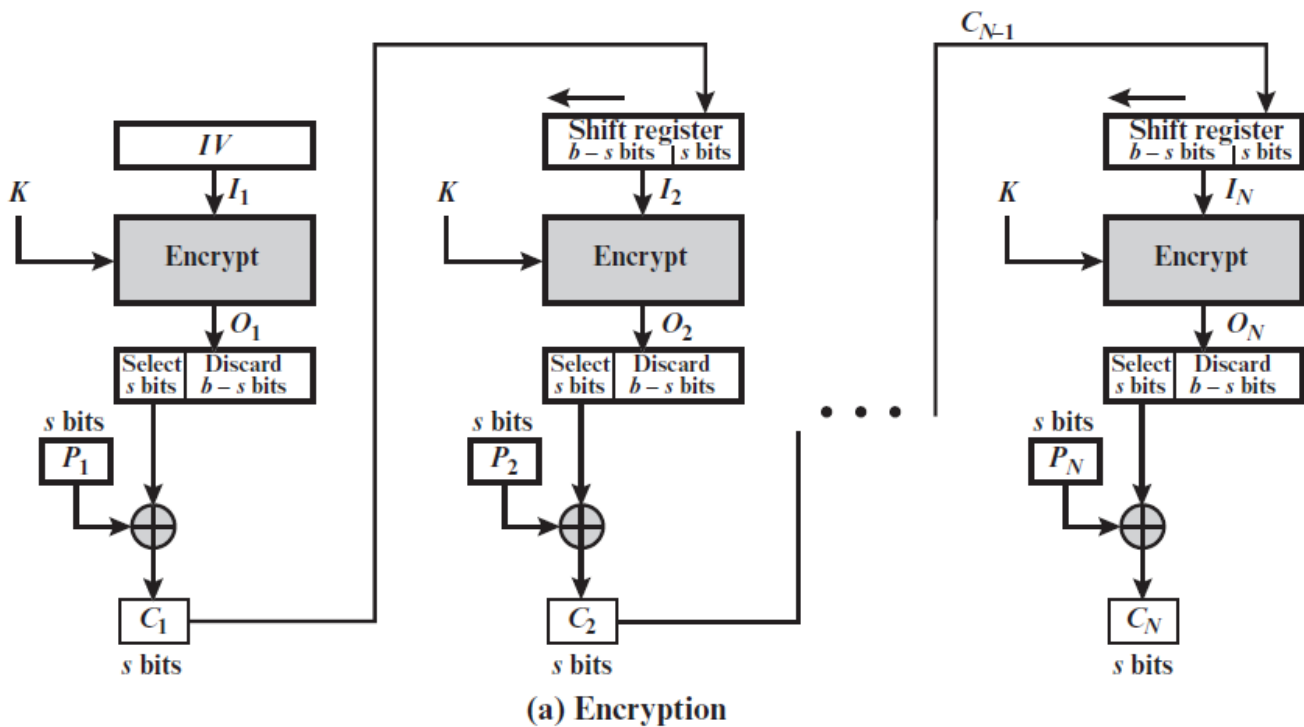 C_{N-1}
IV
Shift register
b – s bits | s bits
Shift register
b – s bits | s bits
K
I_1
K
I_2
K
I_N
Encrypt
Encrypt
Encrypt
O_1
O_2
O_N
Select
s bits
Discard
b – s bits
Select
s bits
Discard
b – s bits
Select
s bits
Discard
b – s bits
• • •
s bits
P_1
s bits
P_2
s bits
P_N
C_1
s bits
C_2
s bits
C_N
s bits
(a) Encryption